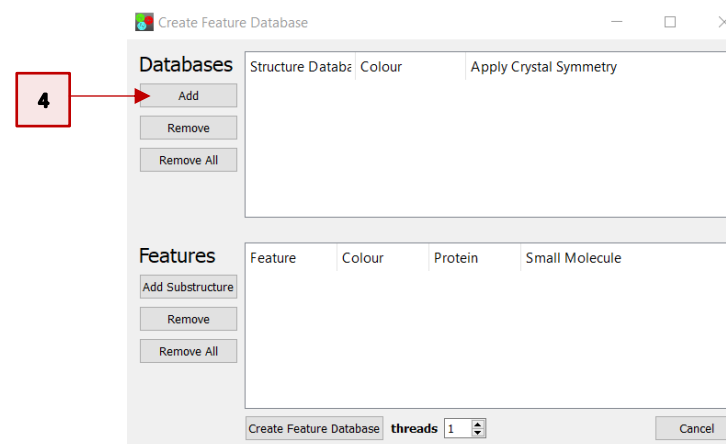 Create Feature Database
Databases
Structure Databa Colour Apply Crystal Symmetry
4
Add
Remove
Remove All
Features
Feature Colour Protein Small Molecule
Add Substructure
Remove
Remove All
Create Feature Database threads 1 Cancel